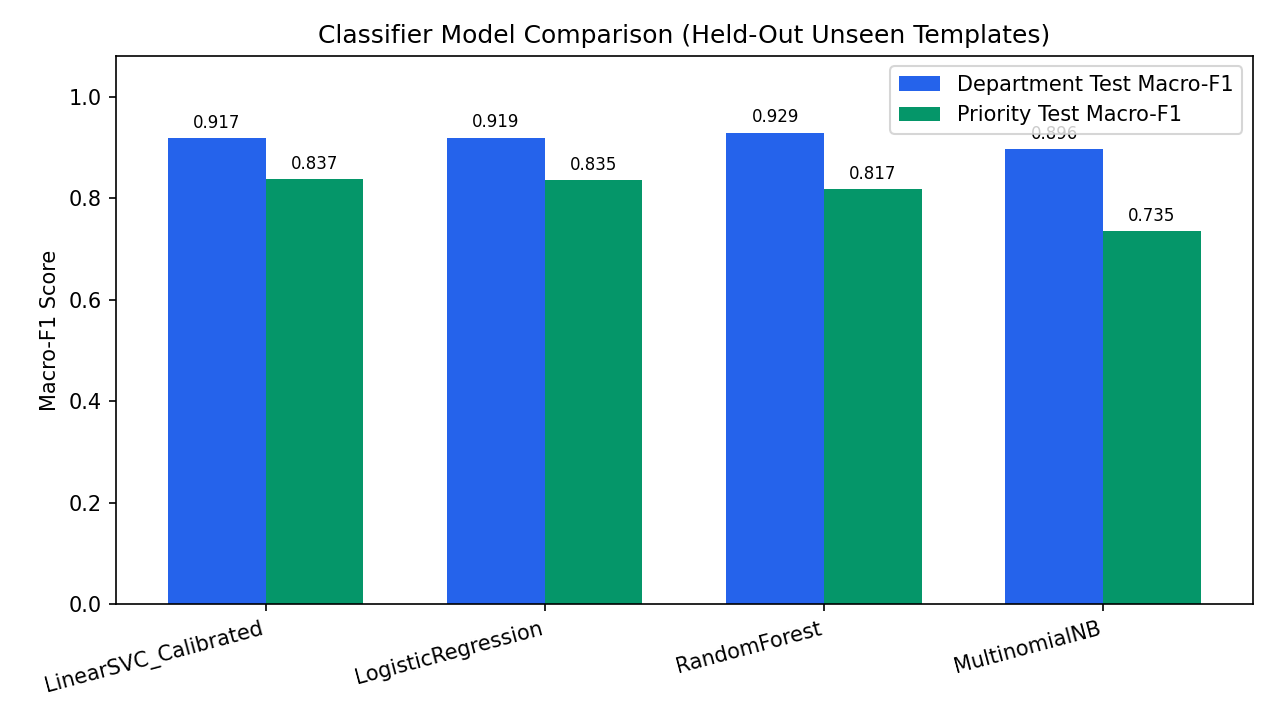 Classifier Model Comparison (Held-Out Unseen Templates)
Department Test Macro-F1
Priority Test Macro-F1
Macro-F1 Score
1.0
0.8
0.6
0.4
0.2
0.0
0.917
0.837
0.919
0.835
0.929
0.817
0.896
0.735
LinearSVC_Calibrated
LogisticRegression
RandomForest
MultinomialNB